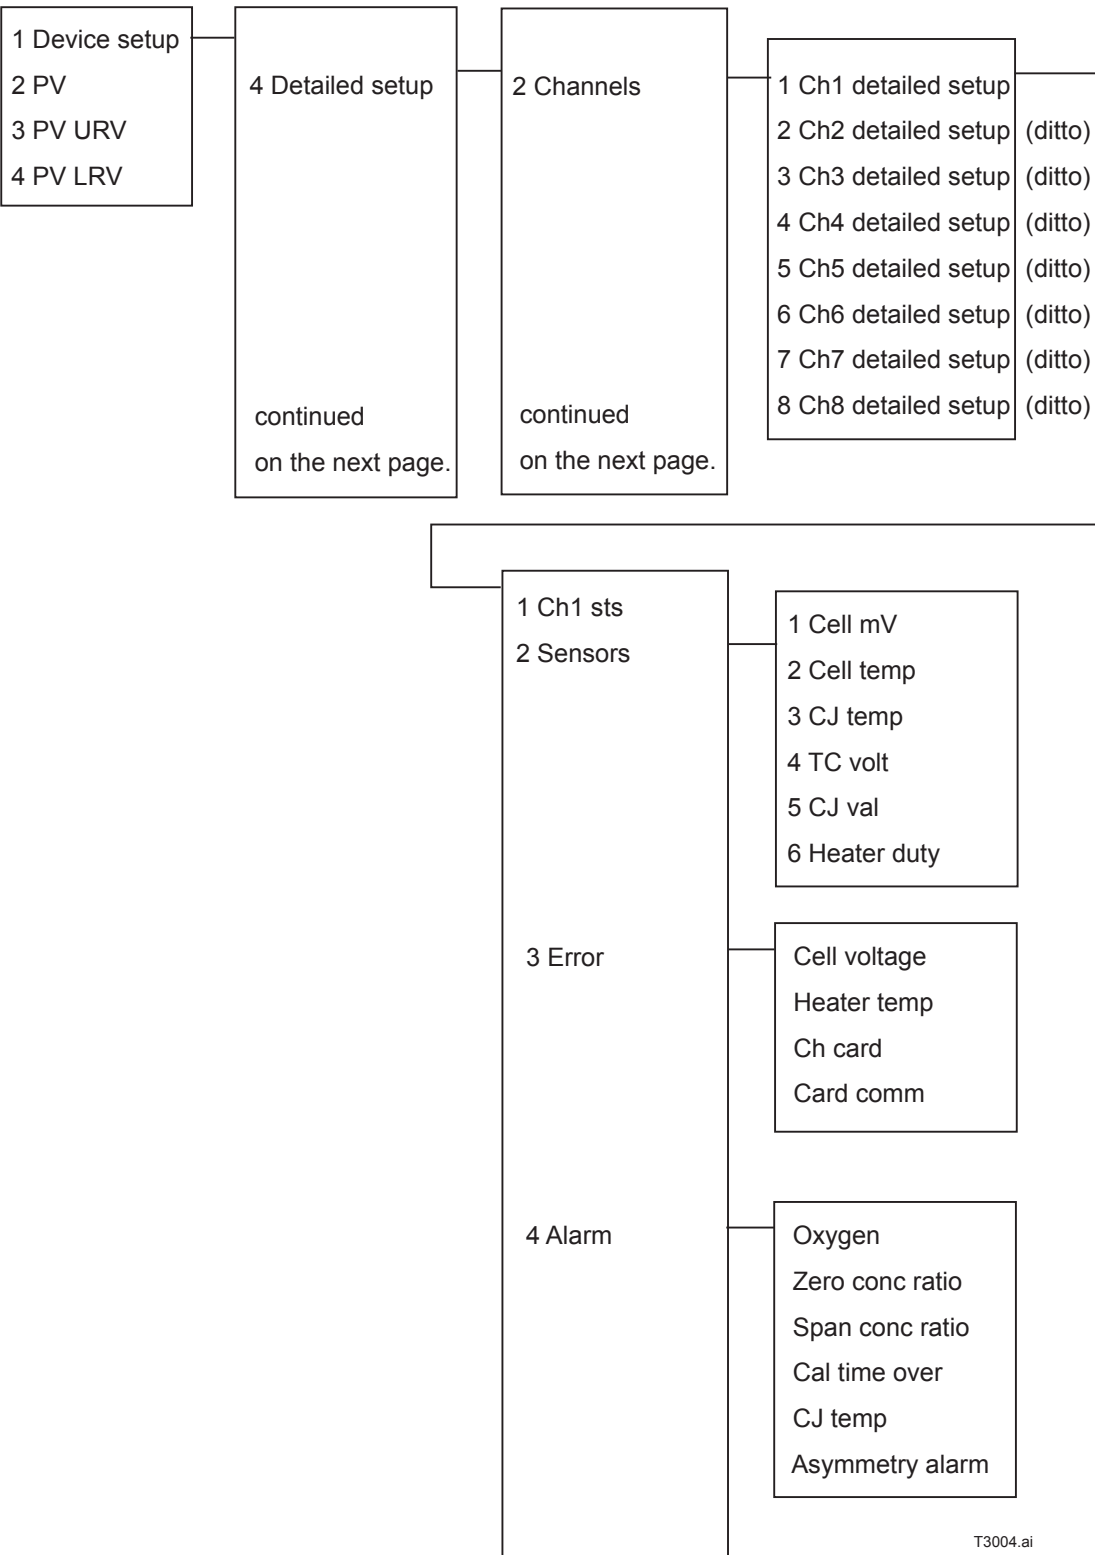 1 Device setup
2 PV
3 PV URV
4 PV LRV
4 Detailed setup
continued
on the next page.
2 Channels
continued
on the next page.
1 Ch1 detailed setup
2 Ch2 detailed setup (ditto)
3 Ch3 detailed setup (ditto)
4 Ch4 detailed setup (ditto)
5 Ch5 detailed setup (ditto)
6 Ch6 detailed setup (ditto)
7 Ch7 detailed setup (ditto)
8 Ch8 detailed setup (ditto)
1 Ch1 sts
2 Sensors
1 Cell mV
2 Cell temp
3 CJ temp
4 TC volt
5 CJ val
6 Heater duty
3 Error
Cell voltage
Heater temp
Ch card
Card comm
4 Alarm
Oxygen
Zero conc ratio
Span conc ratio
Cal time over
CJ temp
Asymmetry alarm
T3004.ai